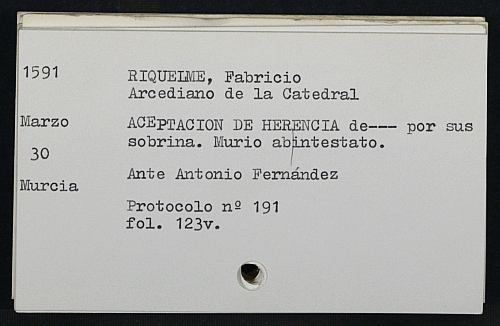 1591
RIQUELME, Fabricio
Arcediano de la Catedral
Marzo
ACEPTACION DE HERENCIA de--- por sus
30
sobrina. Murio abintestato.
Murcia
Ante Antonio Fernández
Protocolo nº 191
fol. 123v.